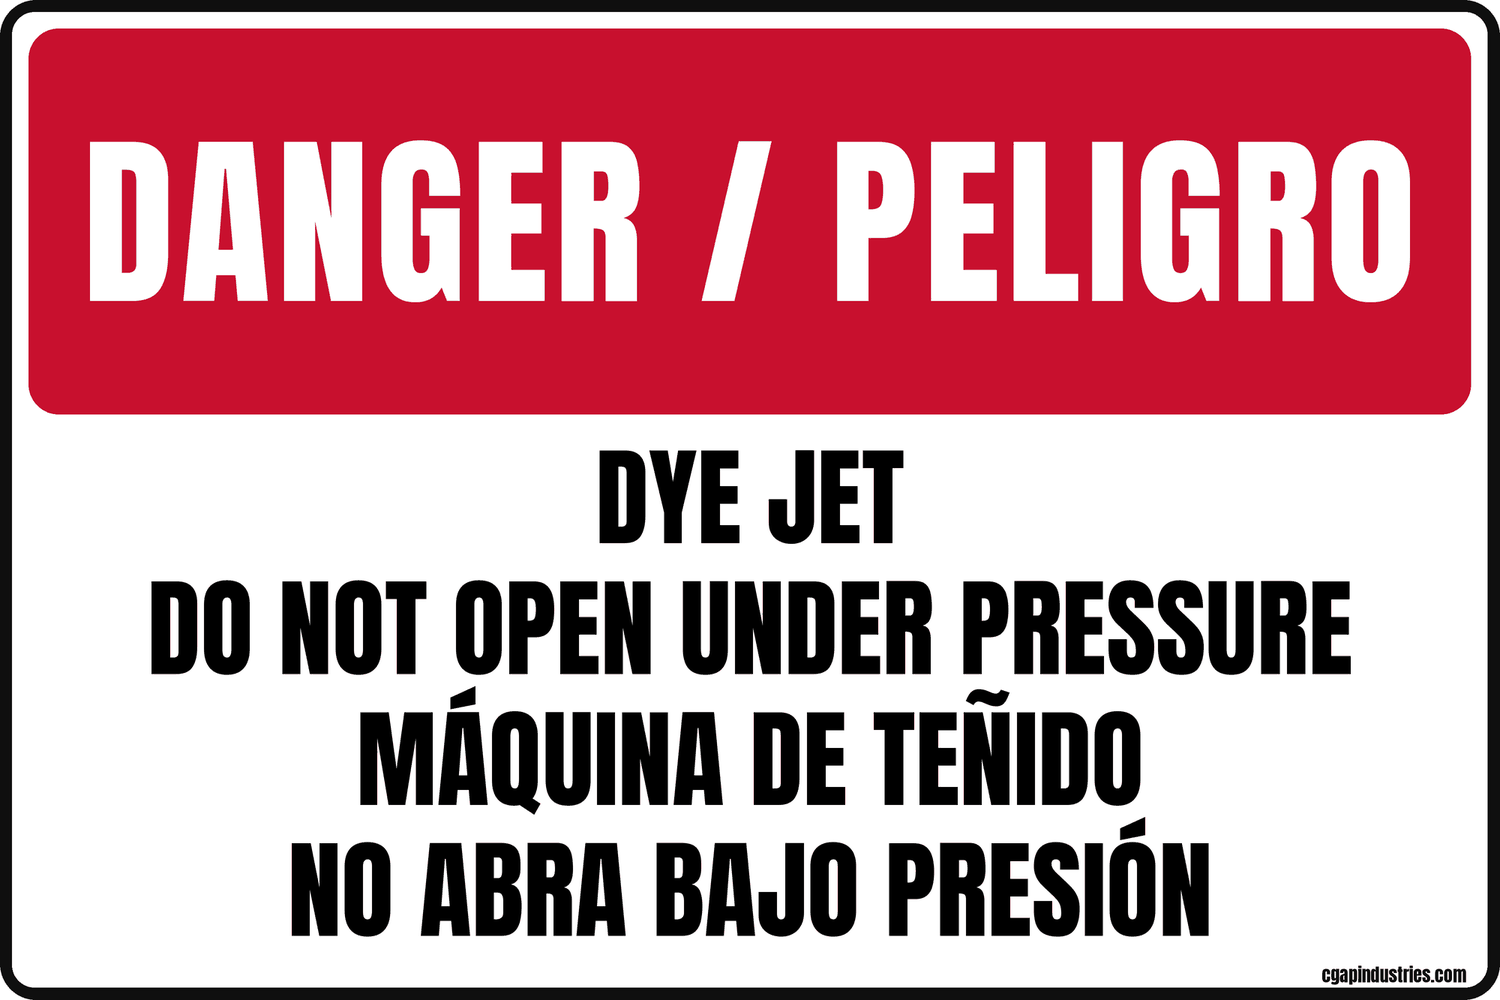 DANGER / PELIGRO
DYE JET
DO NOT OPEN UNDER PRESSURE
MÁQUINA DE TEÑIDO
NO ABRA BAJO PRESIÓN
cgapindustries.com